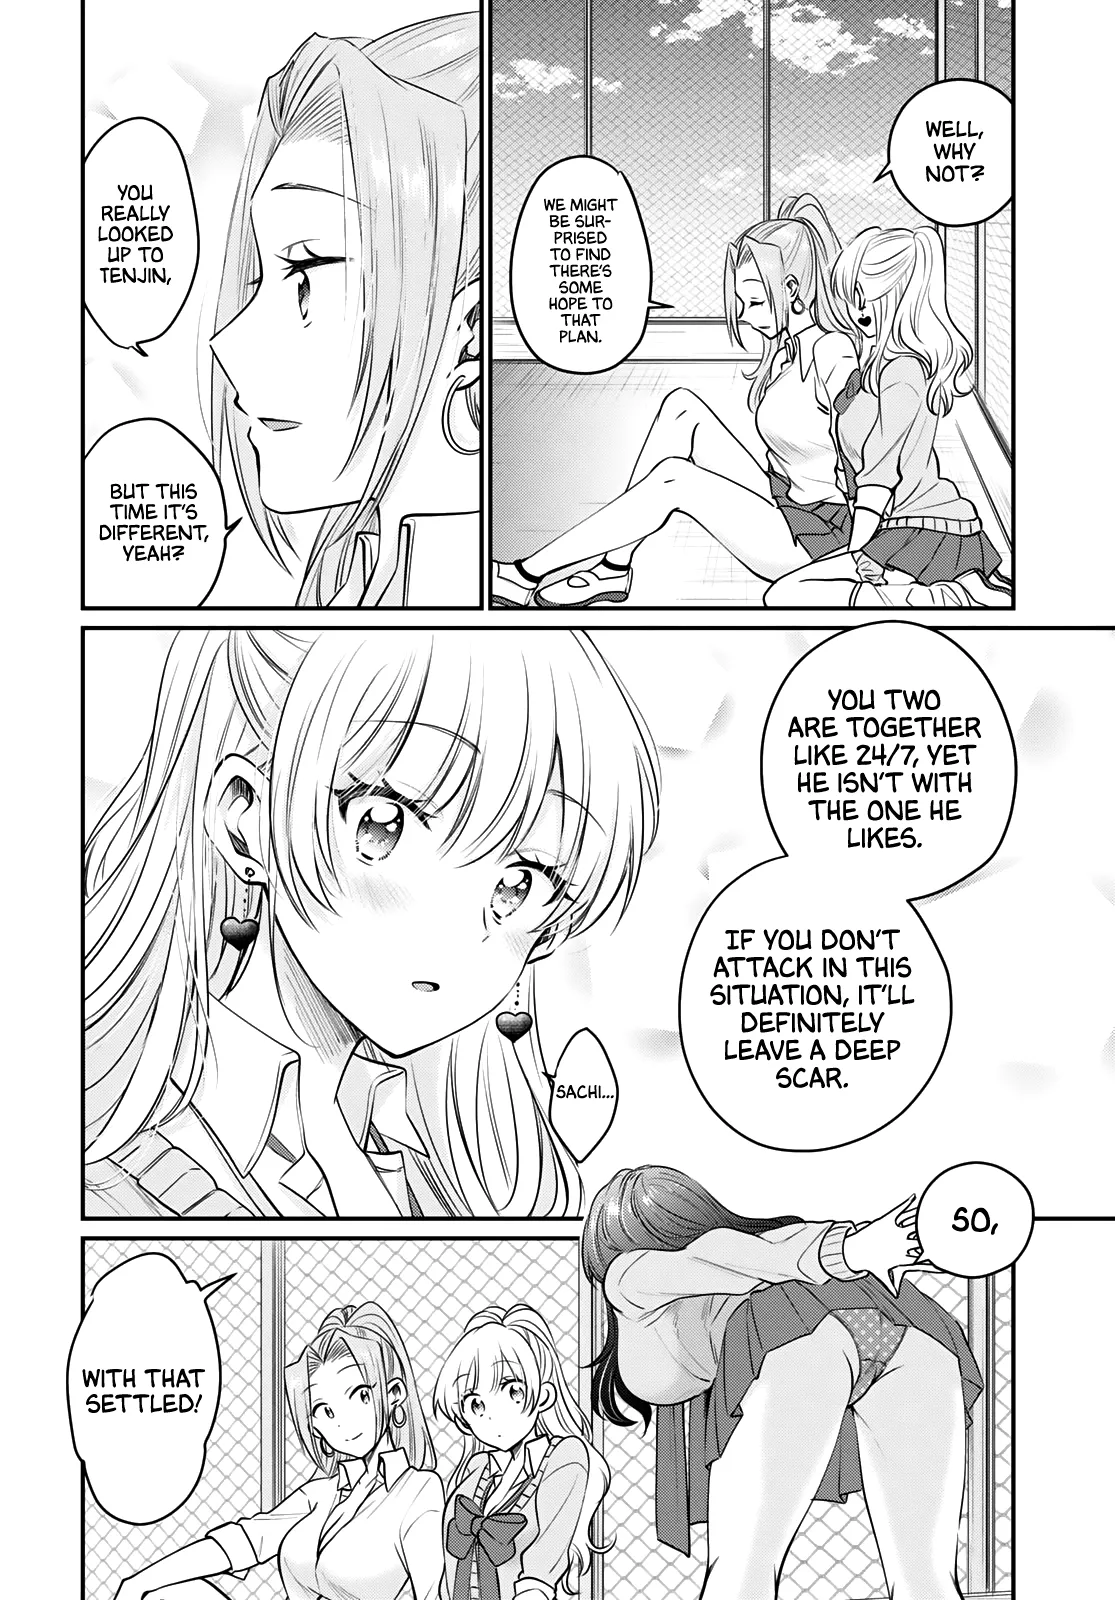 WELL,
WHY
NOT?
WE MIGHT
BE SUR-
PRISED
TO FIND
THERE'S
SOME
HOPE TO
THAT
PLAN.
YOU
REALLY
LOOKED
UP TO
TENJIN,
BUT THIS
TIME IT'S
DIFFERENT,
YEAH?
YOU TWO
ARE TOGETHER
LIKE 24/7, YET
HE ISN'T WITH
THE ONE HE
LIKES.
IF YOU DON'T
ATTACK IN THIS
SITUATION, IT'LL
DEFINITELY
LEAVE A DEEP
SCAR.
SACHI...
SO,
WITH THAT
SETTLED!